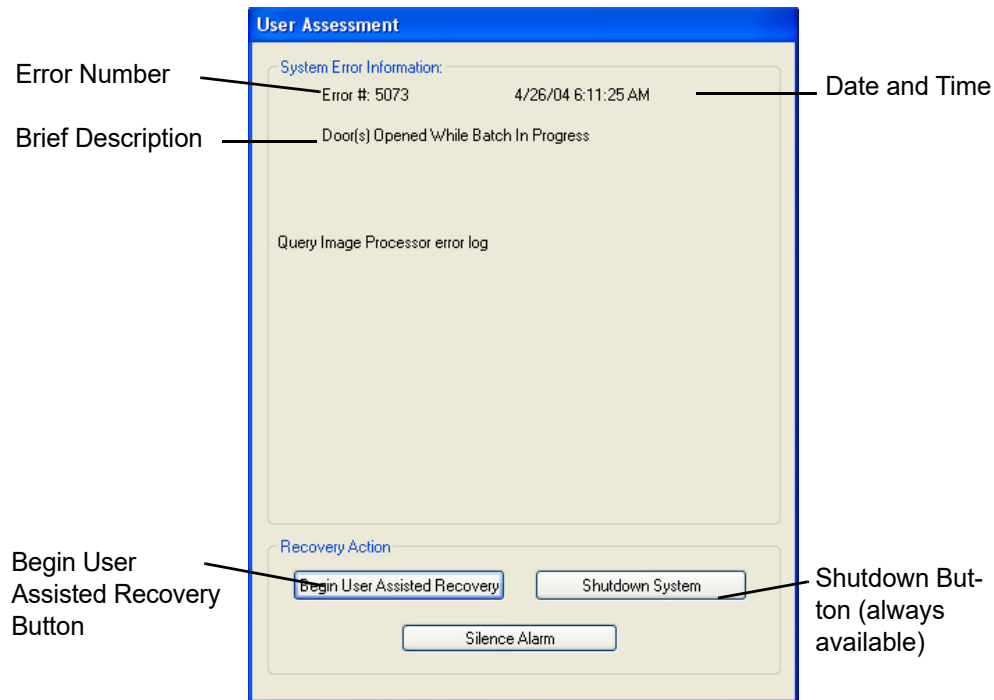 User Assessment
System Error Information:
Error Number
Error #: 5073
4/26/04 6:11:25 AM
Date and Time
Brief Description
Door(s) Opened While Batch In Progress
Query Image Processor error log
Recovery Action
Begin User
Assisted Recovery
Button
Begin User Assisted Recovery
Shutdown System
Silence Alarm
Shutdown But-
ton (always
available)